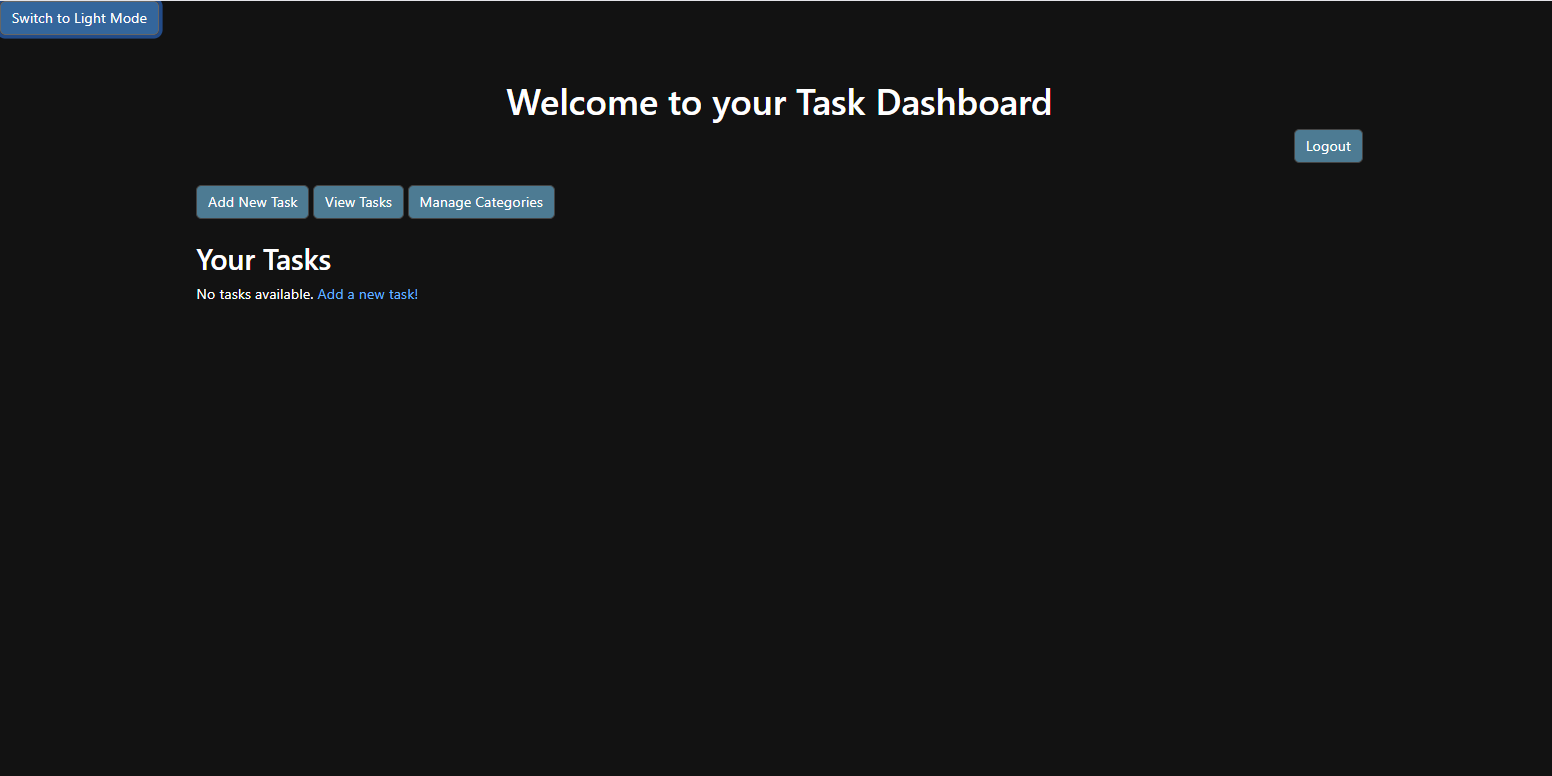 Switch to Light Mode
Welcome to your Task Dashboard
Logout
Add New Task View Tasks Manage Categories
Your Tasks
No tasks available. Add a new task!